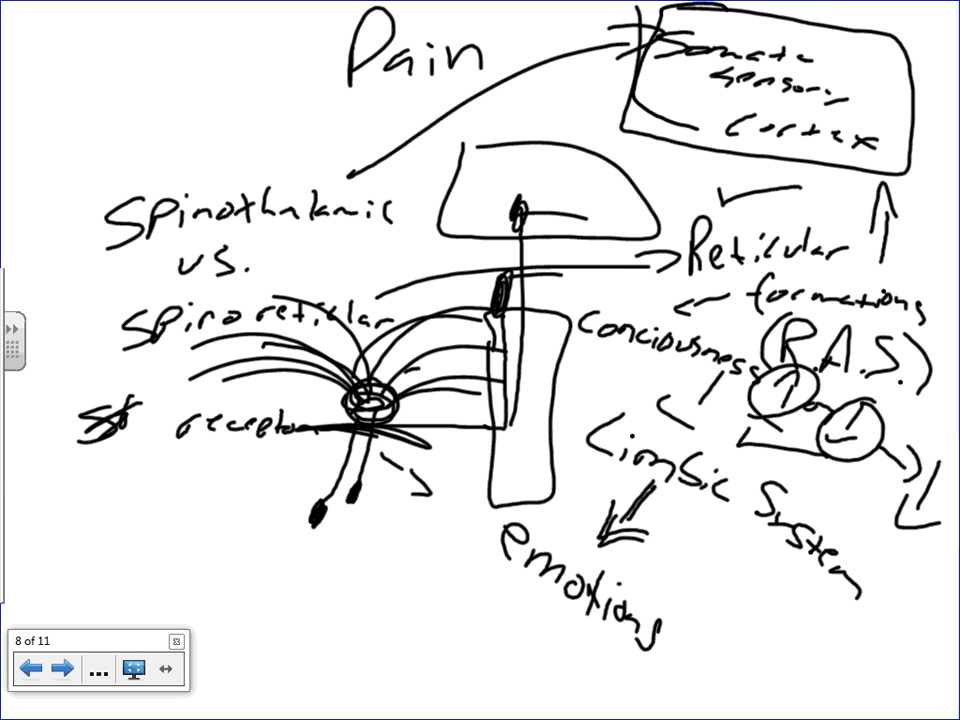 Pain
Somato
sensory
cortex
Spinothalamic
vs.
Spinoreticular
receptor
Reticular
formations
(R.A.S.)
Conciousness
Limbic System
emotions
8 of 11
...